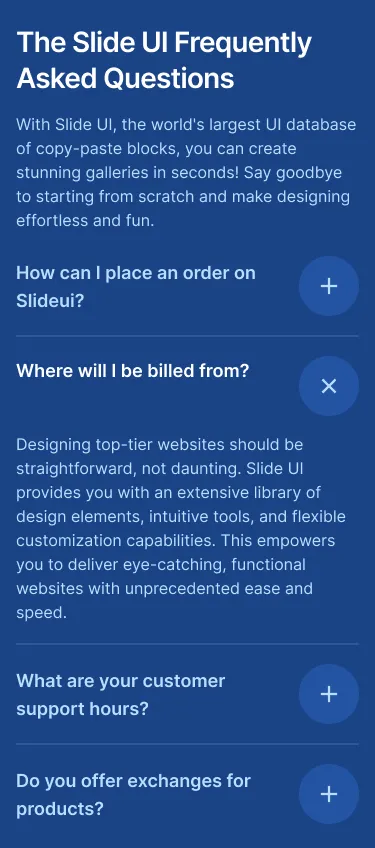 The Slide UI Frequently
Asked Questions
With Slide UI, the world's largest UI database
of copy-paste blocks, you can create
stunning galleries in seconds! Say goodbye
to starting from scratch and make designing
effortless and fun.
How can I place an order on
Slideui?
Where will I be billed from?
Designing top-tier websites should be
straightforward, not daunting. Slide UI
provides you with an extensive library of
design elements, intuitive tools, and flexible
customization capabilities. This empowers
you to deliver eye-catching, functional
websites with unprecedented ease and
speed.
What are your customer
support hours?
Do you offer exchanges for
products?